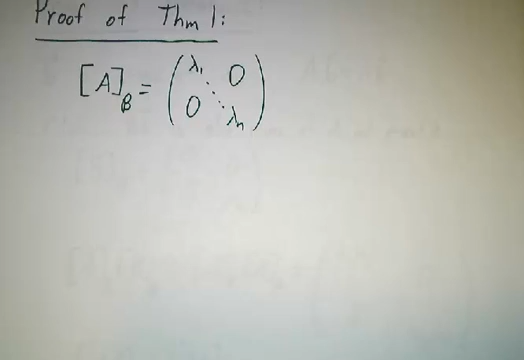 Proof of Thm 1:
[A]_β = ( λ₁ 0
⋱
0 λₙ )